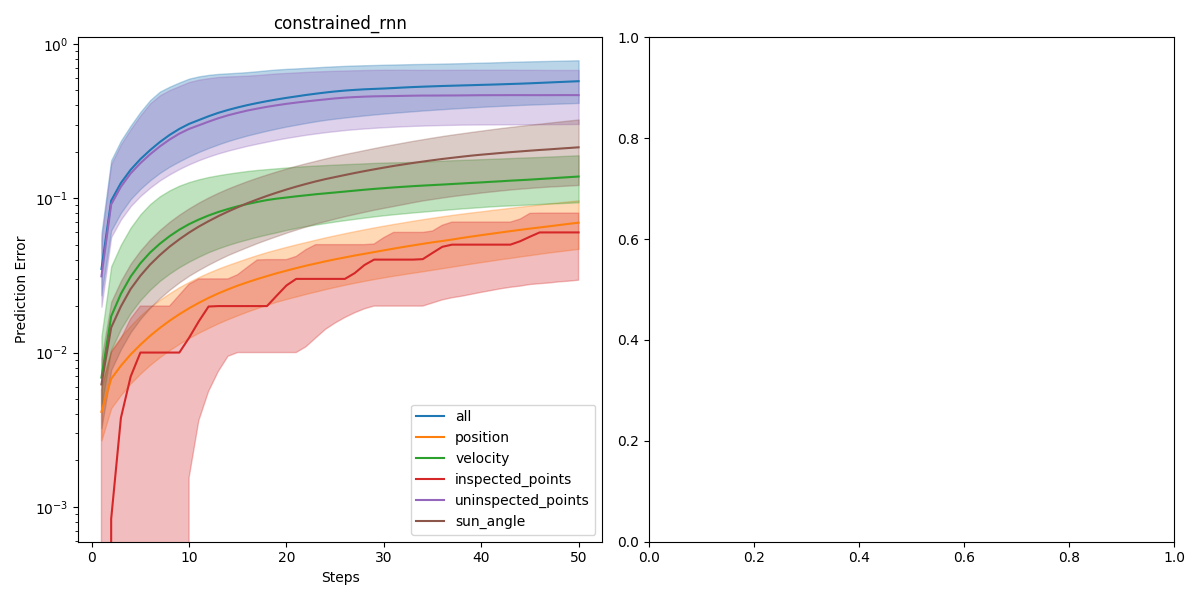 constrained_rnn
10⁰
10⁻¹
10⁻²
10⁻³
Prediction Error
0 10 20 30 40 50
Steps
all
position
velocity
inspected_points
uninspected_points
sun_angle
1.0
0.8
0.6
0.4
0.2
0.0
0.0 0.2 0.4 0.6 0.8 1.0